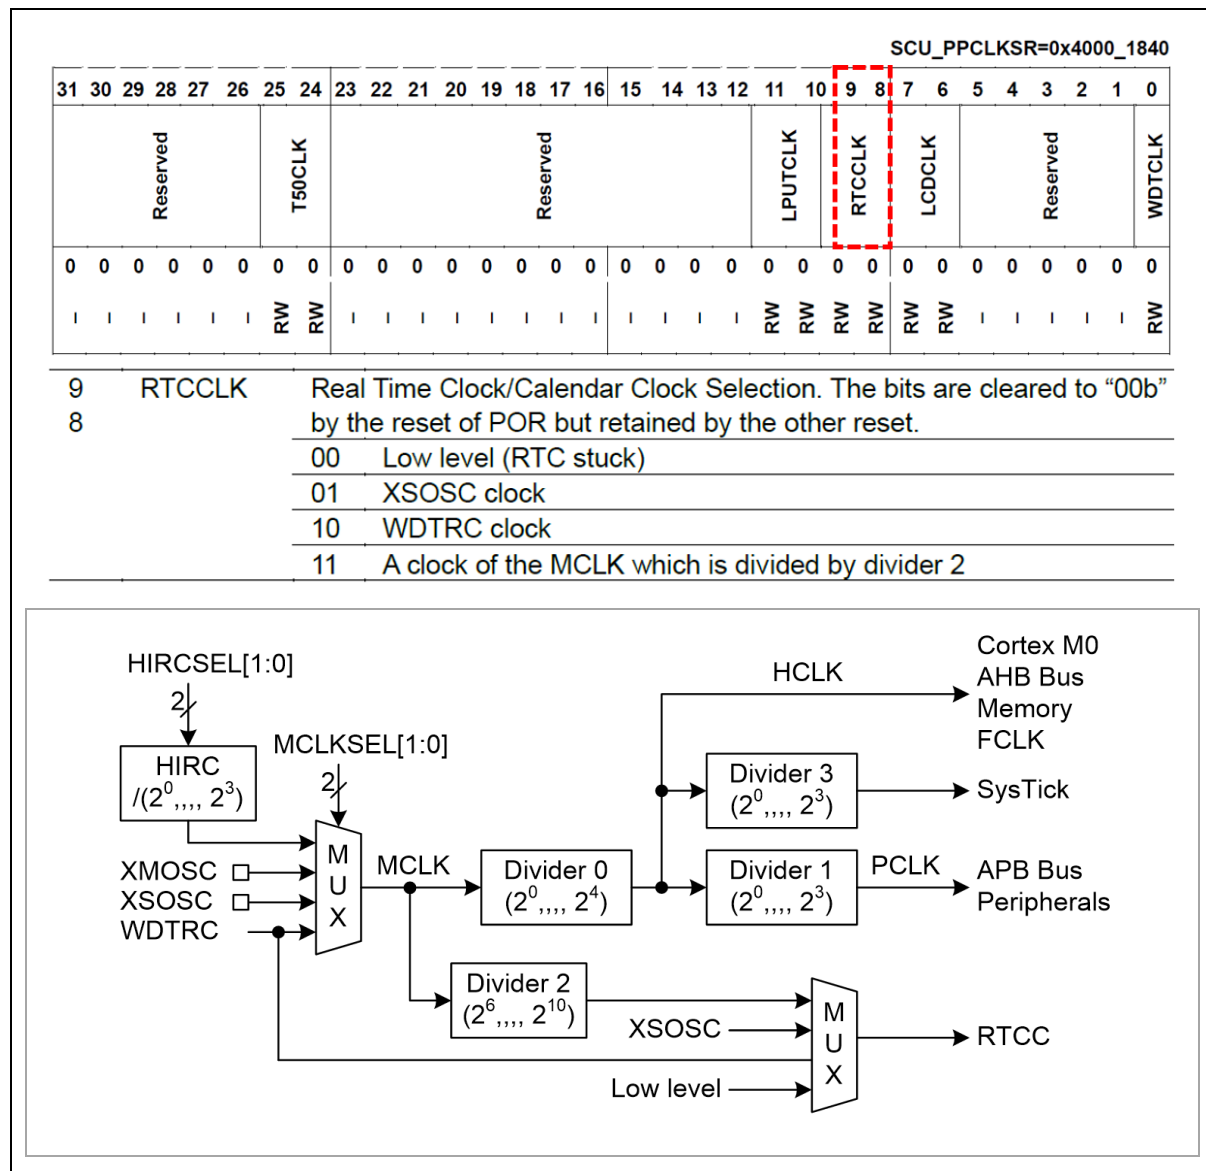 SCU_PPCLKSR=0x4000_1840
31 30 29 28 27 26 25 24 23 22 21 20 19 18 17 16 15 14 13 12 11 10 9 8 7 6 5 4 3 2 1 0
Reserved T50CLK Reserved LPUTCLK RTCCLK LCDCLK Reserved WDTCLK
0 0 0 0 0 0 0 0 0 0 0 0 0 0 0 0 0 0 0 0 0 0 0 0 0 0 0 0 0 0 0 0
– – – – – – RW RW – – – – – – – – – – – – RW RW RW RW RW RW – – – – – RW
9 RTCCLK Real Time Clock/Calendar Clock Selection. The bits are cleared to “00b”
8 by the reset of POR but retained by the other reset.
00 Low level (RTC stuck)
01 XSOSC clock
10 WDTRC clock
11 A clock of the MCLK which is divided by divider 2
HIRCSEL[1:0]
2
HIRC
/(2⁰,,,, 2³)
MCLKSEL[1:0]
2
XMOSC
XSOSC
WDTRC
MUX
MCLK
Divider 0
(2⁰,,,, 2⁴)
HCLK
Cortex M0
AHB Bus
Memory
FCLK
Divider 3
(2⁰,,,, 2³)
SysTick
Divider 1
(2⁰,,,, 2³)
PCLK
APB Bus
Peripherals
Divider 2
(2⁶,,,, 2¹⁰)
XSOSC
Low level
MUX
RTCC